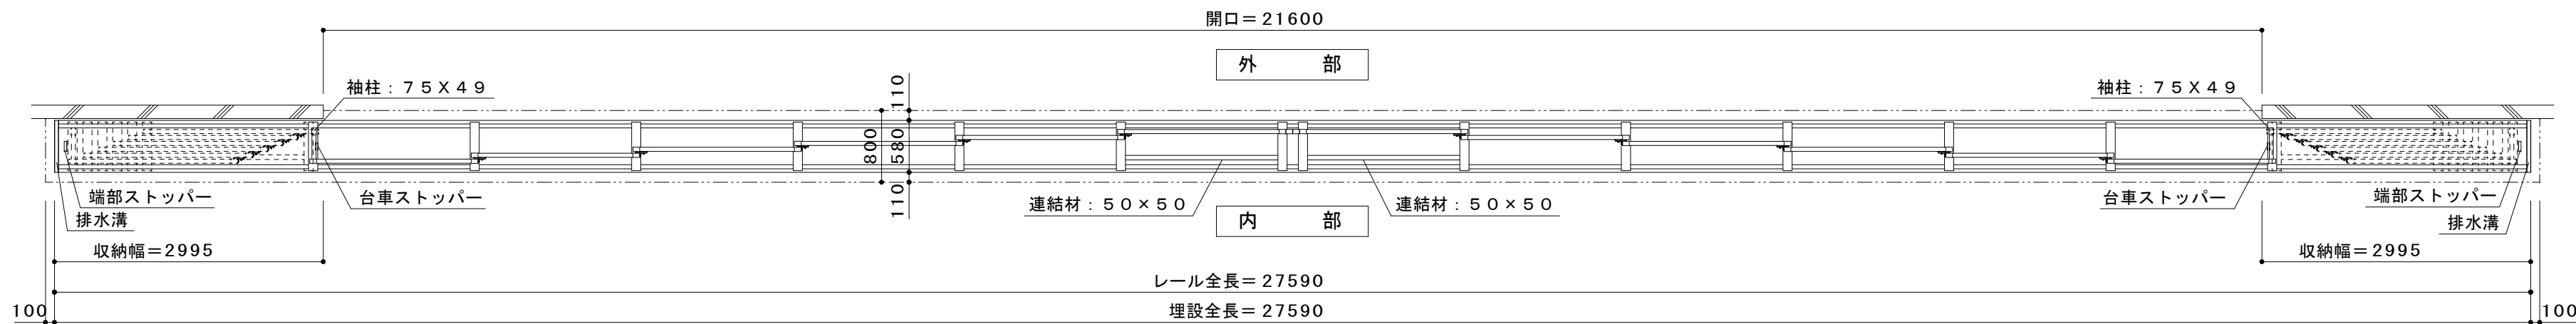 開口＝21600
外　部
袖柱：７５Ｘ４９
110
袖柱：７５Ｘ４９
800
580
端部ストッパー
台車ストッパー
110
連結材：５０×５０
連結材：５０×５０
台車ストッパー
端部ストッパー
排水溝
内　部
排水溝
収納幅＝2995
収納幅＝2995
レール全長＝27590
100
埋設全長＝27590
100